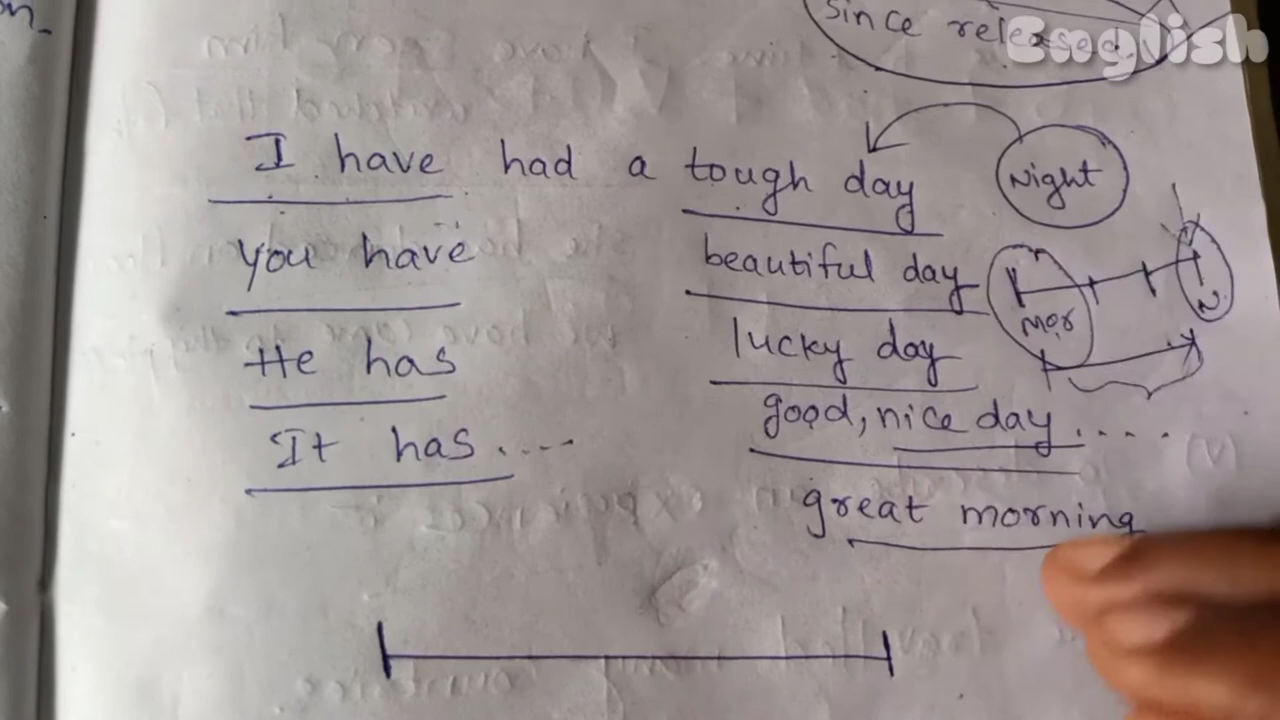 since released
English
I have had a tough day
Night
you have beautiful day
Mor N.
He has lucky day
It has.... good, nice day....
great morning